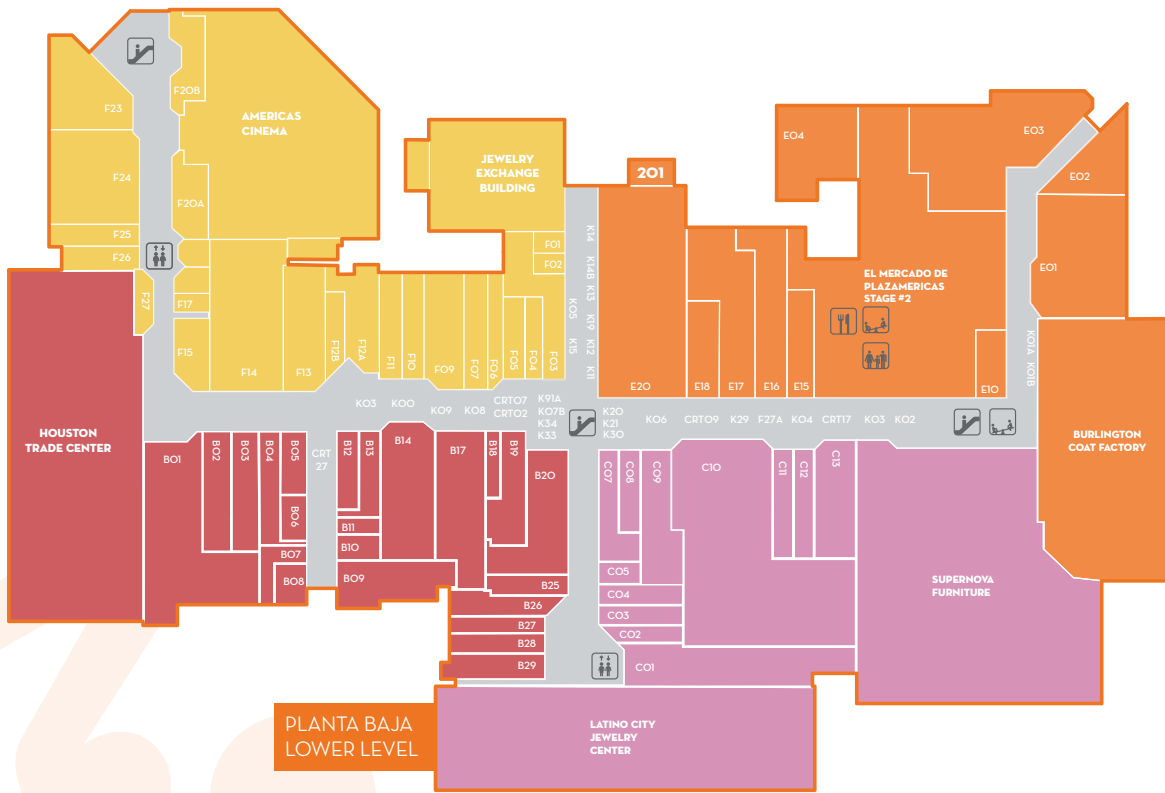 F23
F20B
AMERICAS
CINEMA
F24
F20A
F25
F26
F27
F17
F15
F14
F13
F12B
F12A
F11
F10
F09
F07
F06
F05
F04
F03
F01
F02
JEWELRY
EXCHANGE
BUILDING
201
K14
K14B
K13
K05
K19
K15
K12
K11
E04
E03
E02
E01
EL MERCADO DE
PLAZAMERICAS
STAGE #2
E20
E18
E17
E16
E15
E10
K01A
K01B
K03
K00
K09
K08
CRT07
CRT02
K91A
K07B
K34
K33
K20
K21
K30
K06
CRT09
K29
F27A
K04
CRT17
K03
K02
HOUSTON
TRADE CENTER
BURLINGTON
COAT FACTORY
B01
B02
B03
B04
B05
B06
B07
B08
CRT
27
B12
B13
B14
B11
B10
B09
B17
B18
B19
B20
B25
B26
B27
B28
B29
C07
C08
C09
C10
C11
C12
C13
C05
C04
C03
C02
C01
SUPERNOVA
FURNITURE
LATINO CITY
JEWELRY
CENTER
PLANTA BAJA
LOWER LEVEL